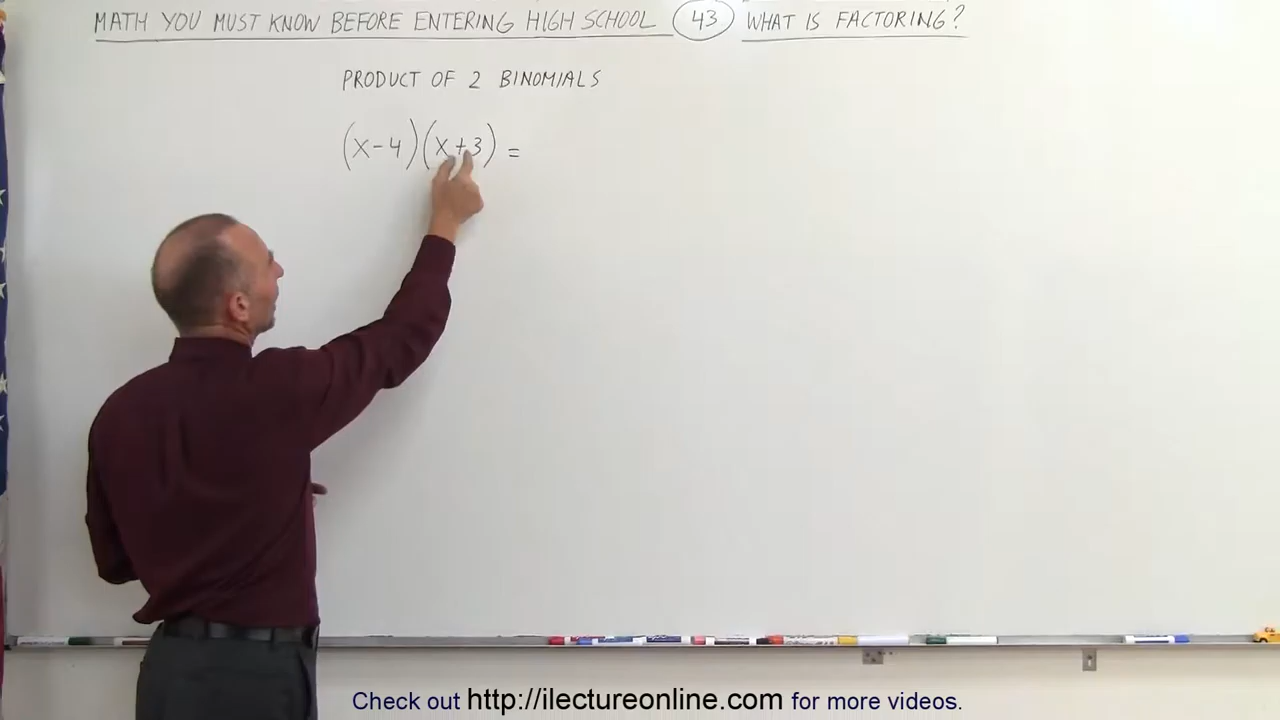 MATH YOU MUST KNOW BEFORE ENTERING HIGH SCHOOL 43 WHAT IS FACTORING?
PRODUCT OF 2 BINOMIALS
(x-4)(x+3) =
Check out http://ilectureonline.com for more videos.